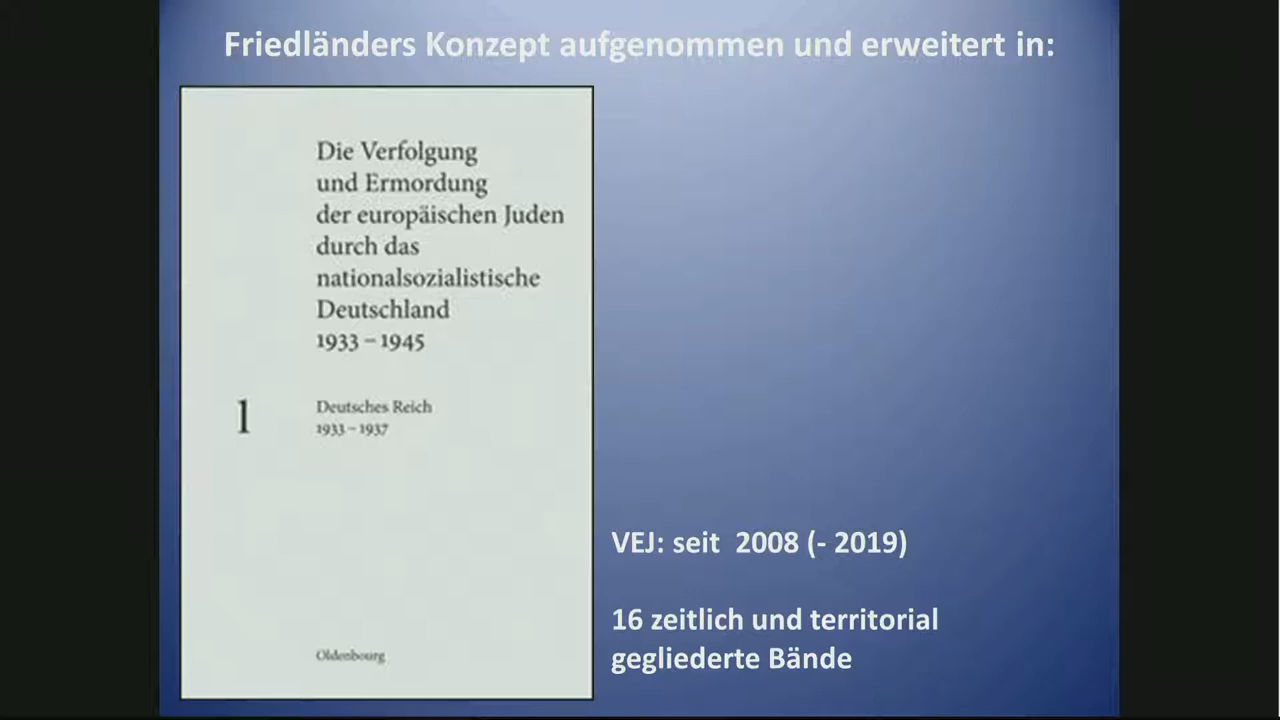 Friedländers Konzept aufgenommen und erweitert in:
Die Verfolgung
und Ermordung
der europäischen Juden
durch das
nationalsozialistische
Deutschland
1933 – 1945
1
Deutsches Reich
1933 – 1937
Oldenbourg
VEJ: seit 2008 (- 2019)
16 zeitlich und territorial
gegliederte Bände